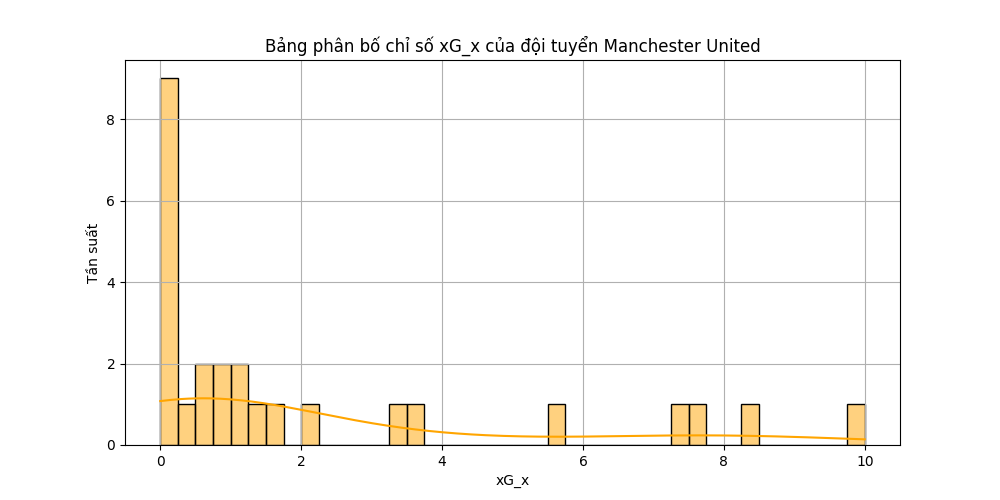 Bảng phân bố chỉ số xG_x của đội tuyển Manchester United
Tần suất
8
6
4
2
0
0 2 4 6 8 10
xG_x